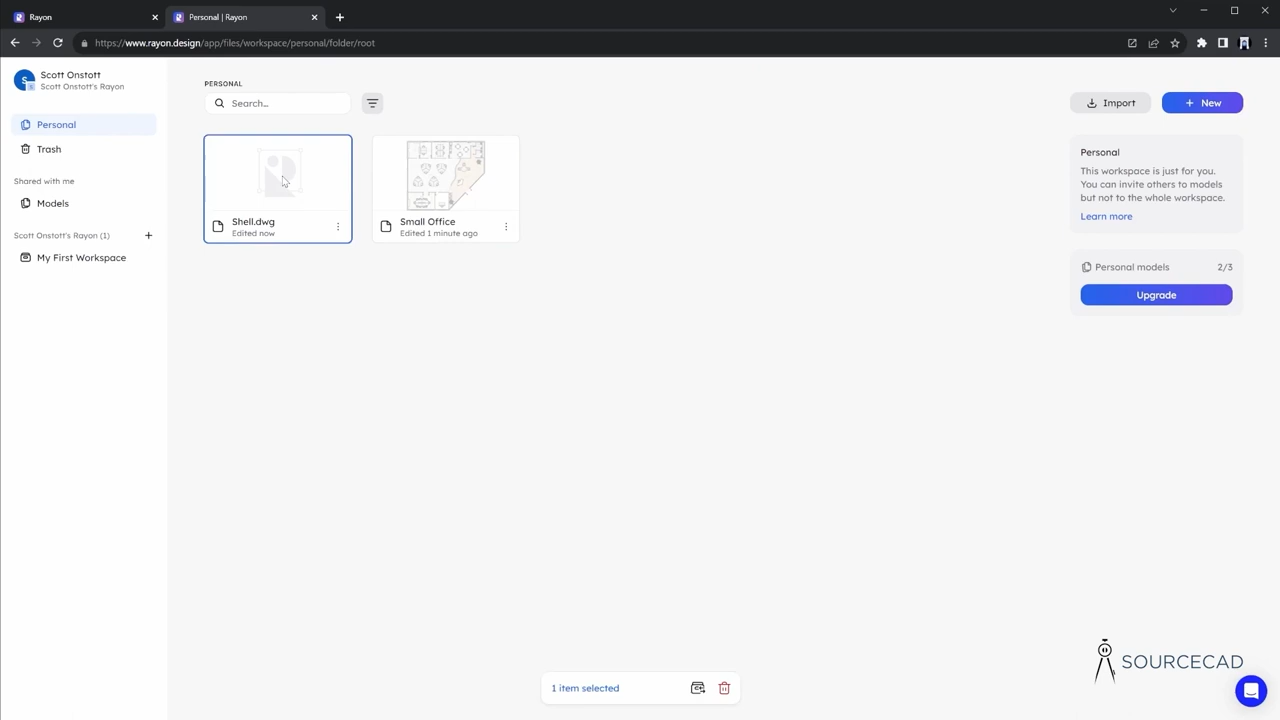 Rayon
Personal | Rayon
https://www.rayon.design/app/files/workspace/personal/folder/root
S
Scott Onstott
Scott Onstott's Rayon
Personal
Trash
Shared with me
Models
Scott Onstott's Rayon (1)
My First Workspace
PERSONAL
Search...
Import
New
Shell.dwg
Edited now
Small Office
Edited 1 minute ago
Personal
This workspace is just for you.
You can invite others to models
but not to the whole workspace.
Learn more
Personal models 2/3
Upgrade
1 item selected
SOURCECAD